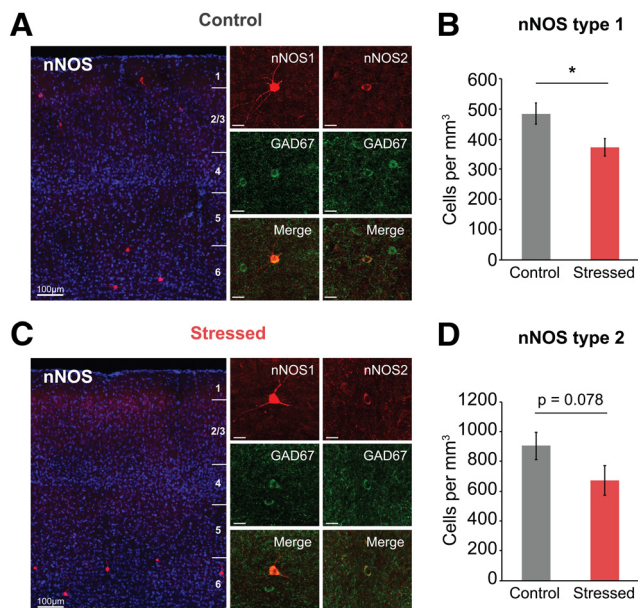 A
Control
nNOS
1
2/3
4
5
6
100µm
nNOS1
nNOS2
GAD67
GAD67
Merge
Merge
B
nNOS type 1
Cells per mm³
600
500
400
300
200
100
0
*
Control
Stressed
C
Stressed
nNOS
1
2/3
4
5
6
100µm
nNOS1
nNOS2
GAD67
GAD67
Merge
Merge
D
nNOS type 2
Cells per mm³
1200
1000
800
600
400
200
0
p = 0.078
Control
Stressed